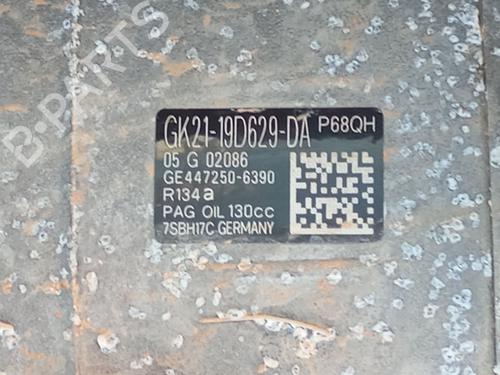 B-PARTS
GK21-19D629-DA P68QH
05 G 02086
GE447250-6390
R134a
PAG OIL 130cc
7SBH17C GERMANY